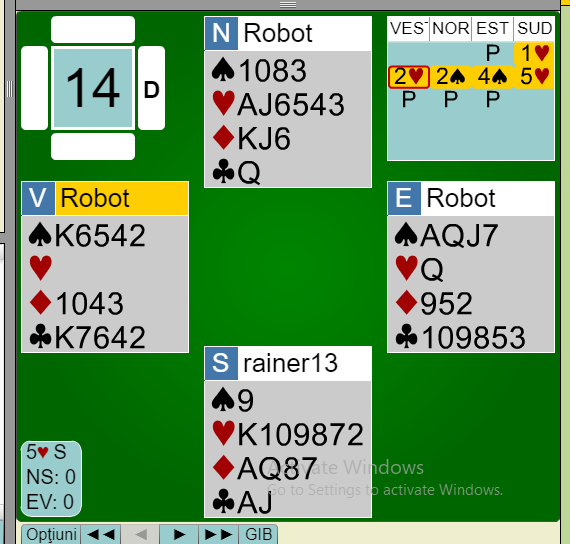 14 D
N Robot
♠1083
♥AJ6543
♦KJ6
♣Q
VEST NOR EST SUD
P 1♥
2♥ 2♠ 4♠ 5♥
P P P
V Robot
♠K6542
♥
♦1043
♣K7642
E Robot
♠AQJ7
♥Q
♦952
♣109853
S rainer13
♠9
♥K109872
♦AQ87
♣AJ
5♥ S
NS: 0
EV: 0
Activate Windows
Go to Settings to activate Windows.
Opţiuni ◄◄ ◄ ► ►► GIB